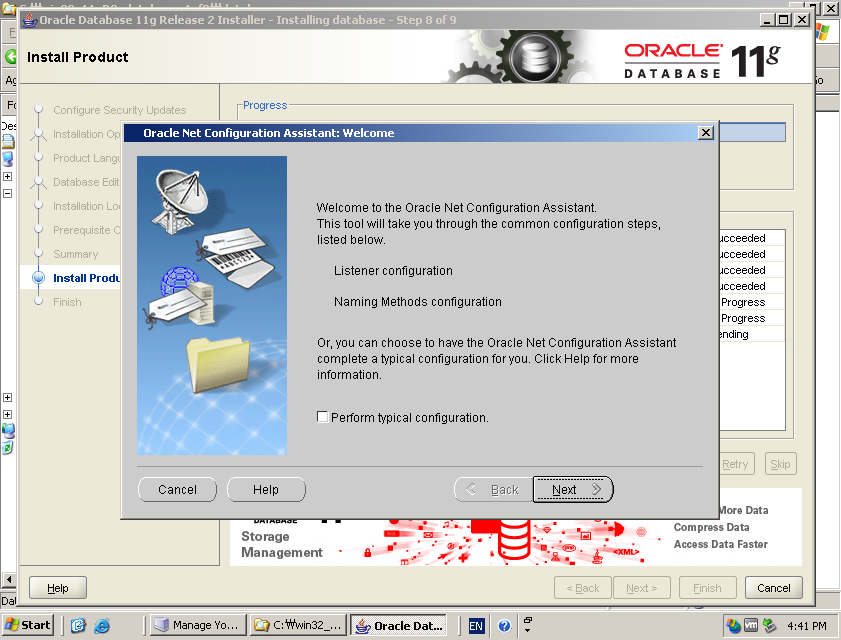 Oracle Database 11g Release 2 Installer - Installing database - Step 8 of 9
Install Product
ORACLE
DATABASE
11g
Configure Security Updates
Installation Op
Product Langu
Database Edit
Installation Lo
Prerequisite C
Summary
Install Produ
Finish
Progress
Oracle Net Configuration Assistant: Welcome
Welcome to the Oracle Net Configuration Assistant.
This tool will take you through the common configuration steps,
listed below.
Listener configuration
Naming Methods configuration
Or, you can choose to have the Oracle Net Configuration Assistant
complete a typical configuration for you. Click Help for more
information.
Perform typical configuration.
Cancel
Help
Back
Next
ucceeded
ucceeded
ucceeded
ucceeded
Progress
Progress
ending
Retry
Skip
DATABASE
Storage
Management
<XML>
More Data
Compress Data
Access Data Faster
Help
< Back
Next >
Finish
Cancel
Start
Manage Yo...
C:₩win32_...
Oracle Dat...
EN
4:41 PM